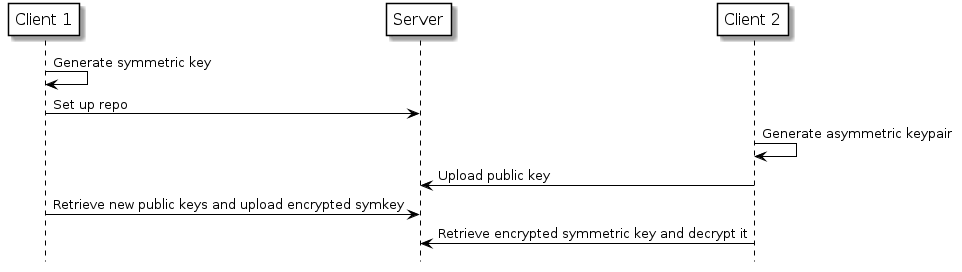 Client 1
Server
Client 2
Generate symmetric key
Set up repo
Generate asymmetric keypair
Upload public key
Retrieve new public keys and upload encrypted symkey
Retrieve encrypted symmetric key and decrypt it